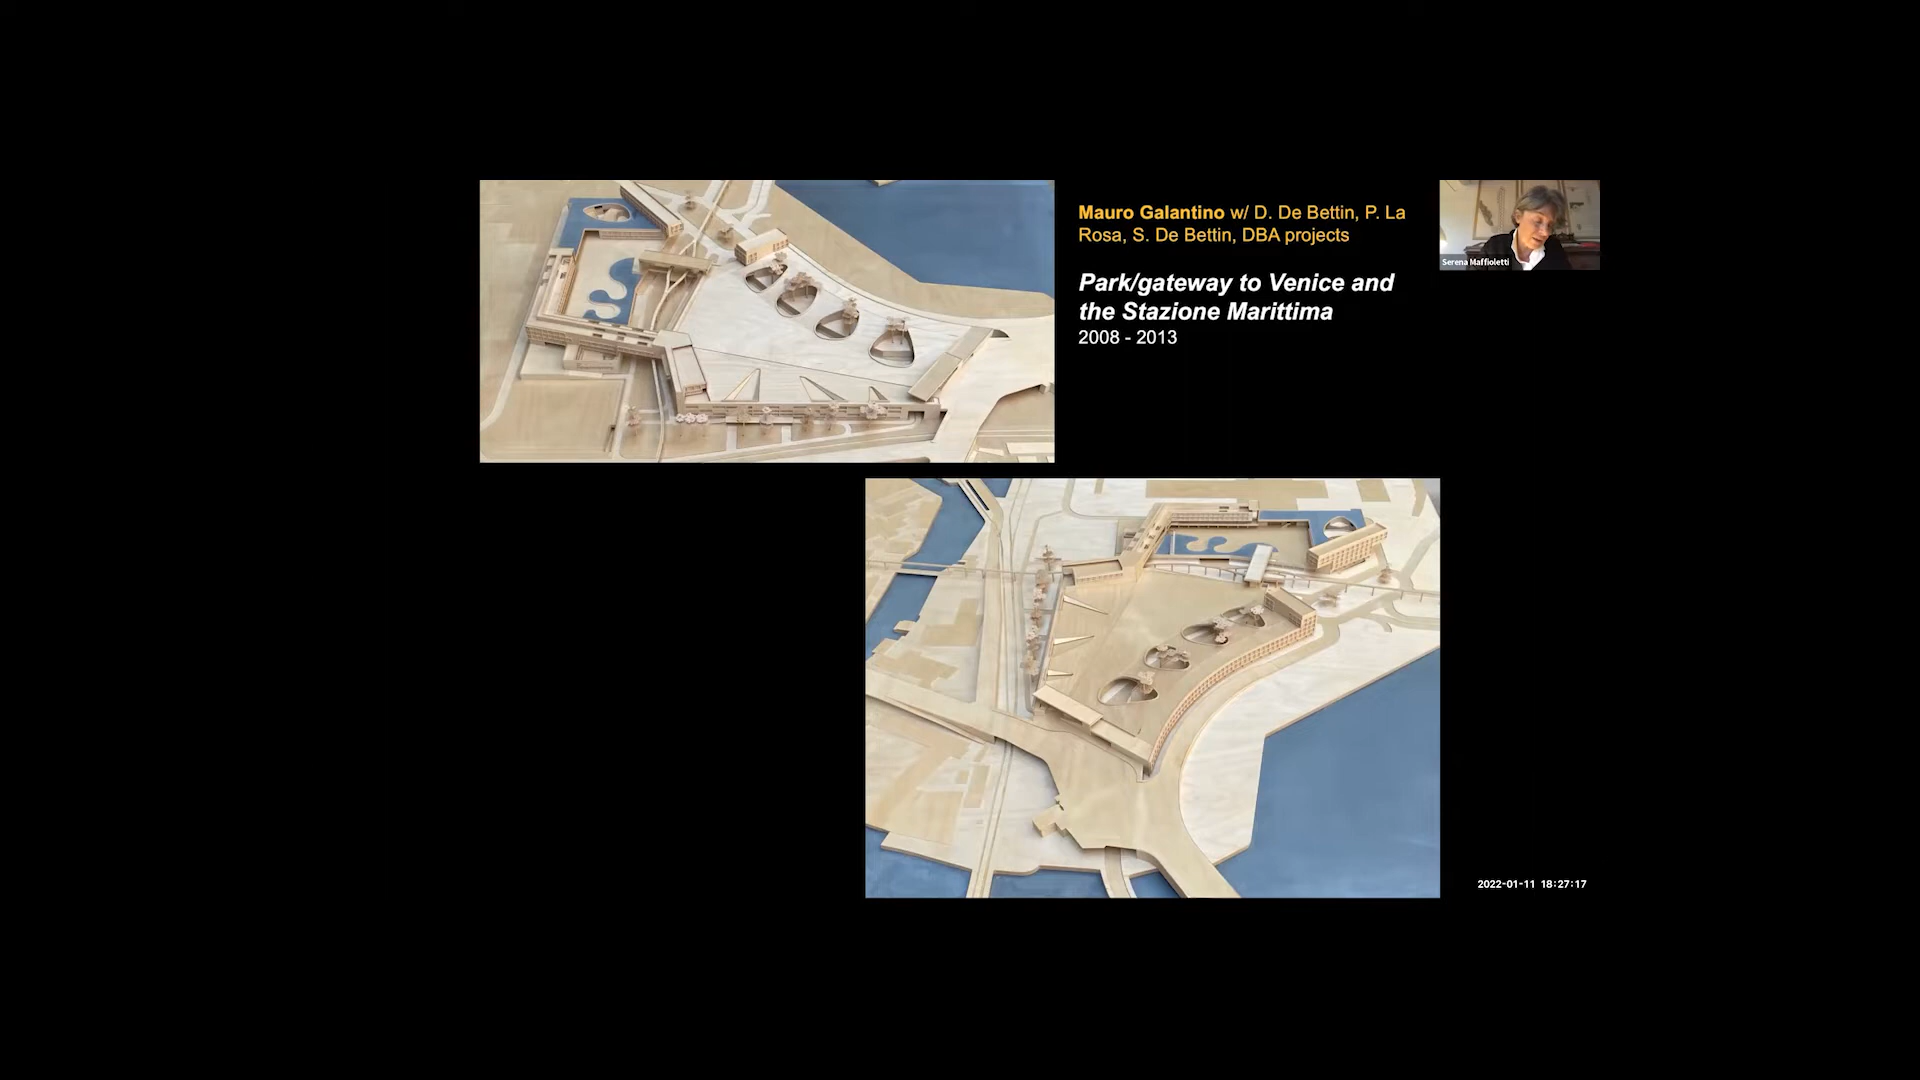 Mauro Galantino w/ D. De Bettin, P. La
Rosa, S. De Bettin, DBA projects
Park/gateway to Venice and
the Stazione Marittima
2008 - 2013
Serena Maffioletti
2022-01-11 18:27:17